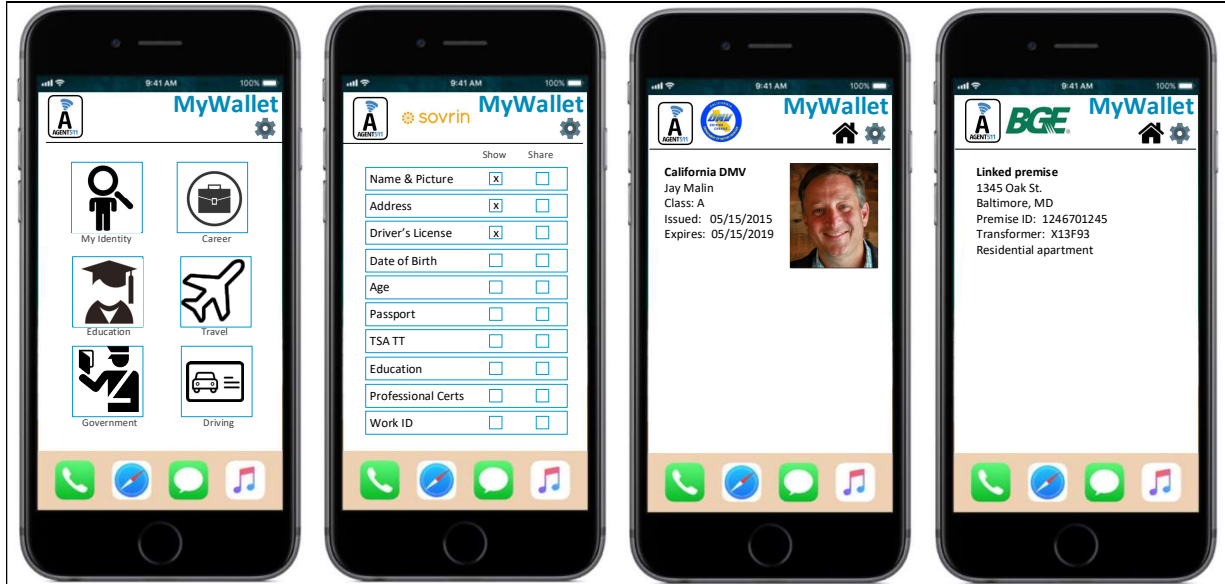 9:41 AM 100%
MyWallet
A
AGENT511
My Identity Career
Education Travel
Government Driving
9:41 AM 100%
sovrin MyWallet
A
AGENT511
Show Share
Name & Picture x
Address x
Driver's License x
Date of Birth
Age
Passport
TSA TT
Education
Professional Certs
Work ID
9:41 AM 100%
MyWallet
A
AGENT511
DMV
California DMV
Jay Malin
Class: A
Issued: 05/15/2015
Expires: 05/15/2019
9:41 AM 100%
BGE MyWallet
A
AGENT511
Linked premise
1345 Oak St.
Baltimore, MD
Premise ID: 1246701245
Transformer: X13F93
Residential apartment